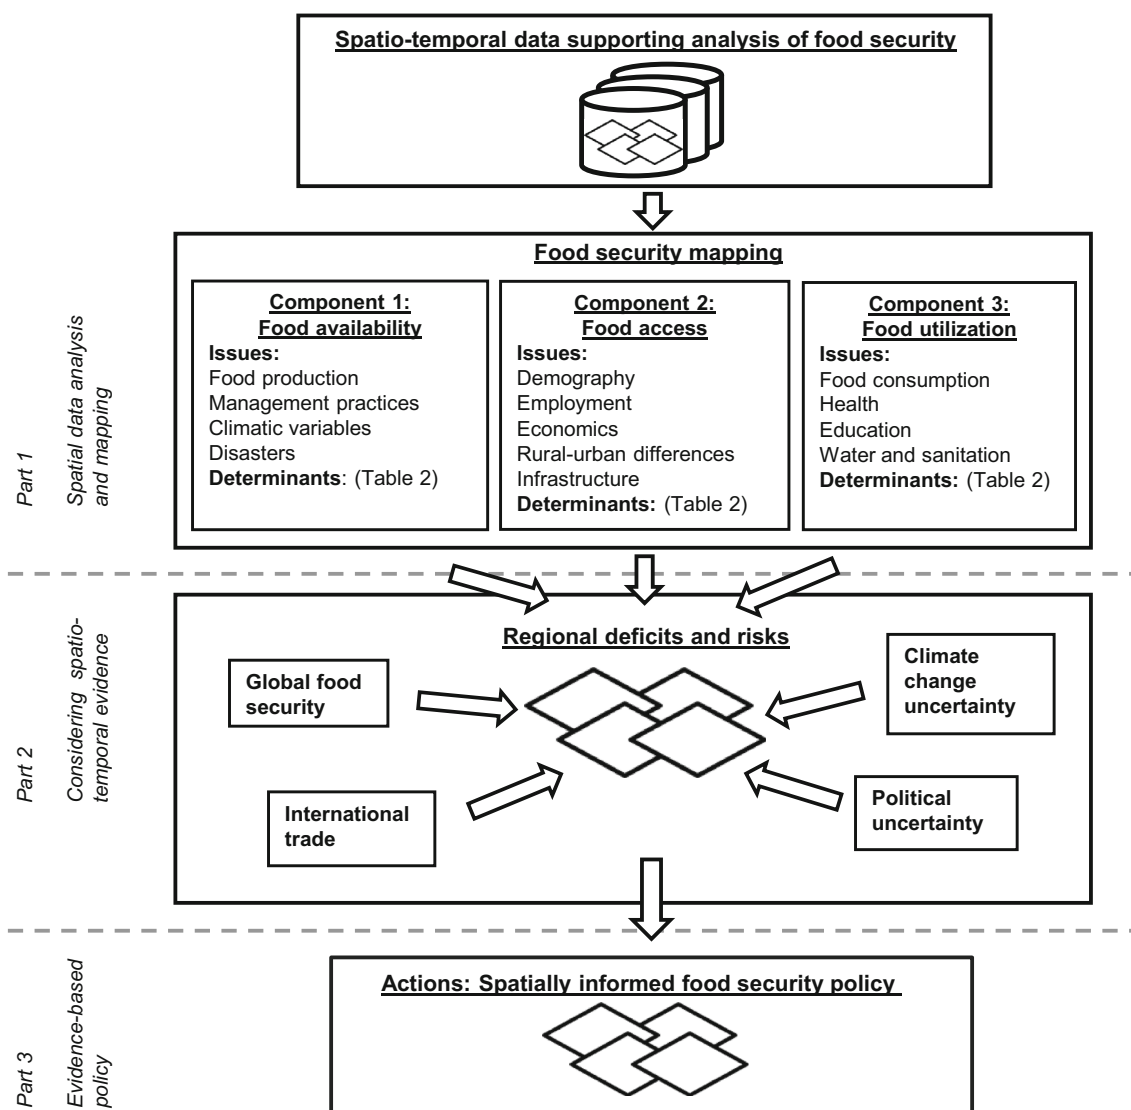 Spatio-temporal data supporting analysis of food security
Food security mapping
Component 1:
Food availability
Issues:
Food production
Management practices
Climatic variables
Disasters
Determinants: (Table 2)
Component 2:
Food access
Issues:
Demography
Employment
Economics
Rural-urban differences
Infrastructure
Determinants: (Table 2)
Component 3:
Food utilization
Issues:
Food consumption
Health
Education
Water and sanitation
Determinants: (Table 2)
Part 1
Spatial data analysis
and mapping
Regional deficits and risks
Global food
security
Climate
change
uncertainty
International
trade
Political
uncertainty
Part 2
Considering spatio-
temporal evidence
Actions: Spatially informed food security policy
Part 3
Evidence-based
policy